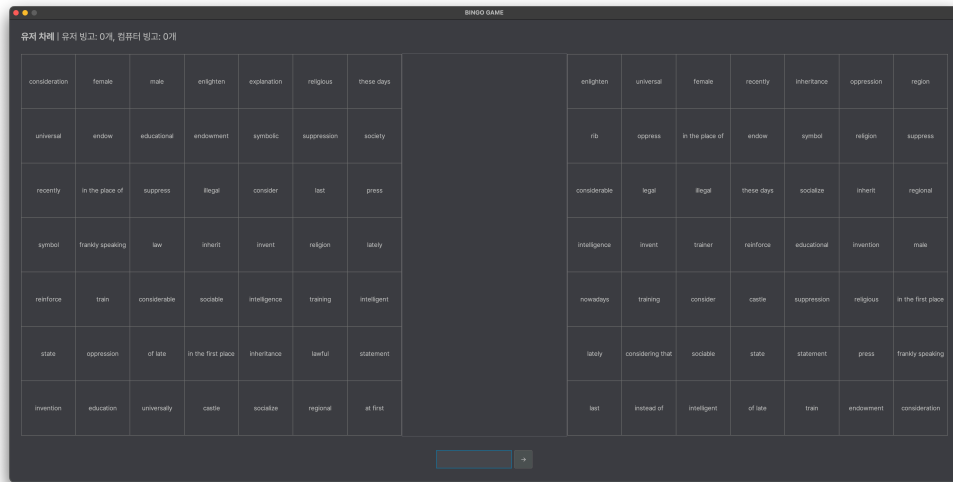 BINGO GAME
유저 차례 | 유저 빙고: 0개, 컴퓨터 빙고: 0개
consideration female male enlighten explanation religious these days
universal endow educational endowment symbolic suppression society
recently in the place of suppress illegal consider last press
symbol frankly speaking law inherit invent religion lately
reinforce train considerable sociable intelligence training intelligent
state oppression of late in the first place inheritance lawful statement
invention education universally castle socialize regional at first
enlighten universal female recently inheritance oppression region
rib oppress in the place of endow symbol religion suppress
considerable legal illegal these days socialize inherit regional
intelligence invent trainer reinforce educational invention male
nowadays training consider castle suppression religious in the first place
lately considering that sociable state statement press frankly speaking
last instead of intelligent of late train endowment consideration
→